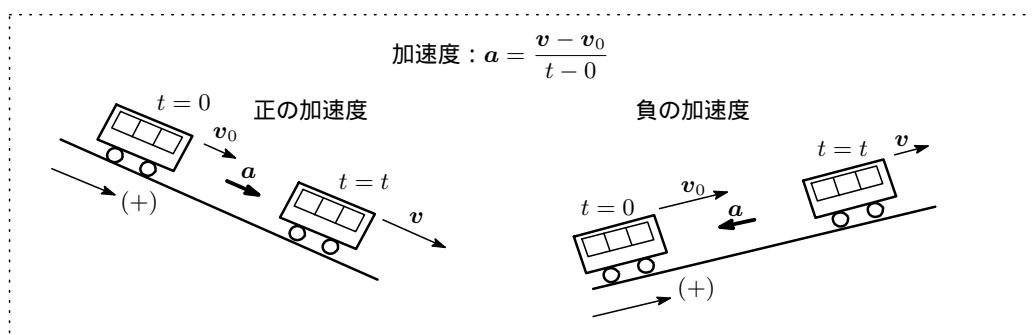 加速度：a = (v − v₀)/(t − 0)
正の加速度
負の加速度
t = 0
v₀
a
t = t
v
(+)
t = 0
v₀
a
t = t
v
(+)